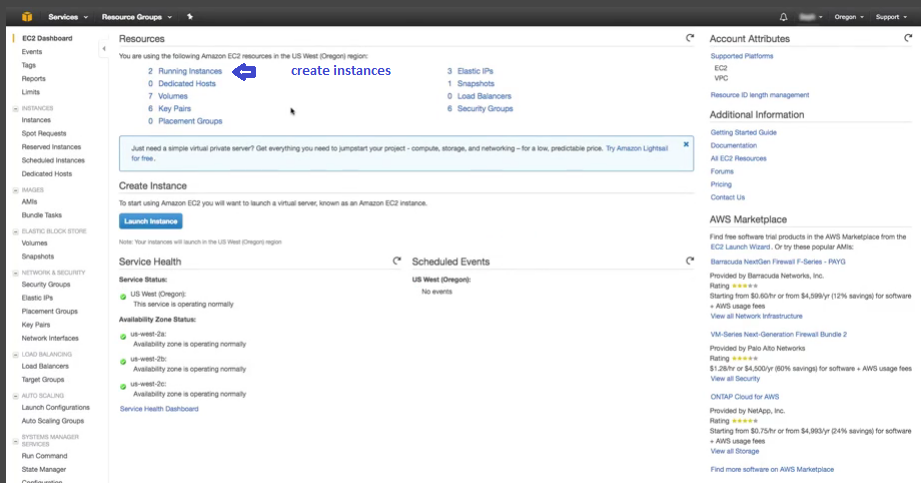 Services
Resource Groups
Oregon
Support
EC2 Dashboard
Events
Tags
Reports
Limits
INSTANCES
Instances
Spot Requests
Reserved Instances
Scheduled Instances
Dedicated Hosts
IMAGES
AMIs
Bundle Tasks
ELASTIC BLOCK STORE
Volumes
Snapshots
NETWORK & SECURITY
Security Groups
Elastic IPs
Placement Groups
Key Pairs
Network Interfaces
LOAD BALANCING
Load Balancers
Target Groups
AUTO SCALING
Launch Configurations
Auto Scaling Groups
SYSTEMS MANAGER
SERVICES
Run Command
State Manager
Configuration
Resources
You are using the following Amazon EC2 resources in the US West (Oregon) region:
2 Running Instances
create instances
0 Dedicated Hosts
7 Volumes
6 Key Pairs
0 Placement Groups
3 Elastic IPs
1 Snapshots
0 Load Balancers
6 Security Groups
Just need a simple virtual private server? Get everything you need to jumpstart your project - compute, storage, and networking – for a low, predictable price. Try Amazon Lightsail
for free.
Create Instance
To start using Amazon EC2 you will want to launch a virtual server, known as an Amazon EC2 instance.
Launch Instance
Note: Your instances will launch in the US West (Oregon) region
Service Health
Service Status:
US West (Oregon):
This service is operating normally
Availability Zone Status:
us-west-2a:
Availability zone is operating normally
us-west-2b:
Availability zone is operating normally
us-west-2c:
Availability zone is operating normally
Service Health Dashboard
Scheduled Events
US West (Oregon):
No events
Account Attributes
Supported Platforms
EC2
VPC
Resource ID length management
Additional Information
Getting Started Guide
Documentation
All EC2 Resources
Forums
Pricing
Contact Us
AWS Marketplace
Find free software trial products in the AWS Marketplace from the
EC2 Launch Wizard. Or try these popular AMIs:
Barracuda NextGen Firewall F-Series - PAYG
Provided by Barracuda Networks, Inc.
Rating
Starting from $0.60/hr or from $4,599/yr (12% savings) for software
+ AWS usage fees
View all Network Infrastructure
VM-Series Next-Generation Firewall Bundle 2
Provided by Palo Alto Networks
Rating
$1.28/hr or $4,500/yr (60% savings) for software + AWS usage fees
View all Security
ONTAP Cloud for AWS
Provided by NetApp, Inc.
Rating
Starting from $0.75/hr or from $4,993/yr (24% savings) for software
+ AWS usage fees
View all Storage
Find more software on AWS Marketplace